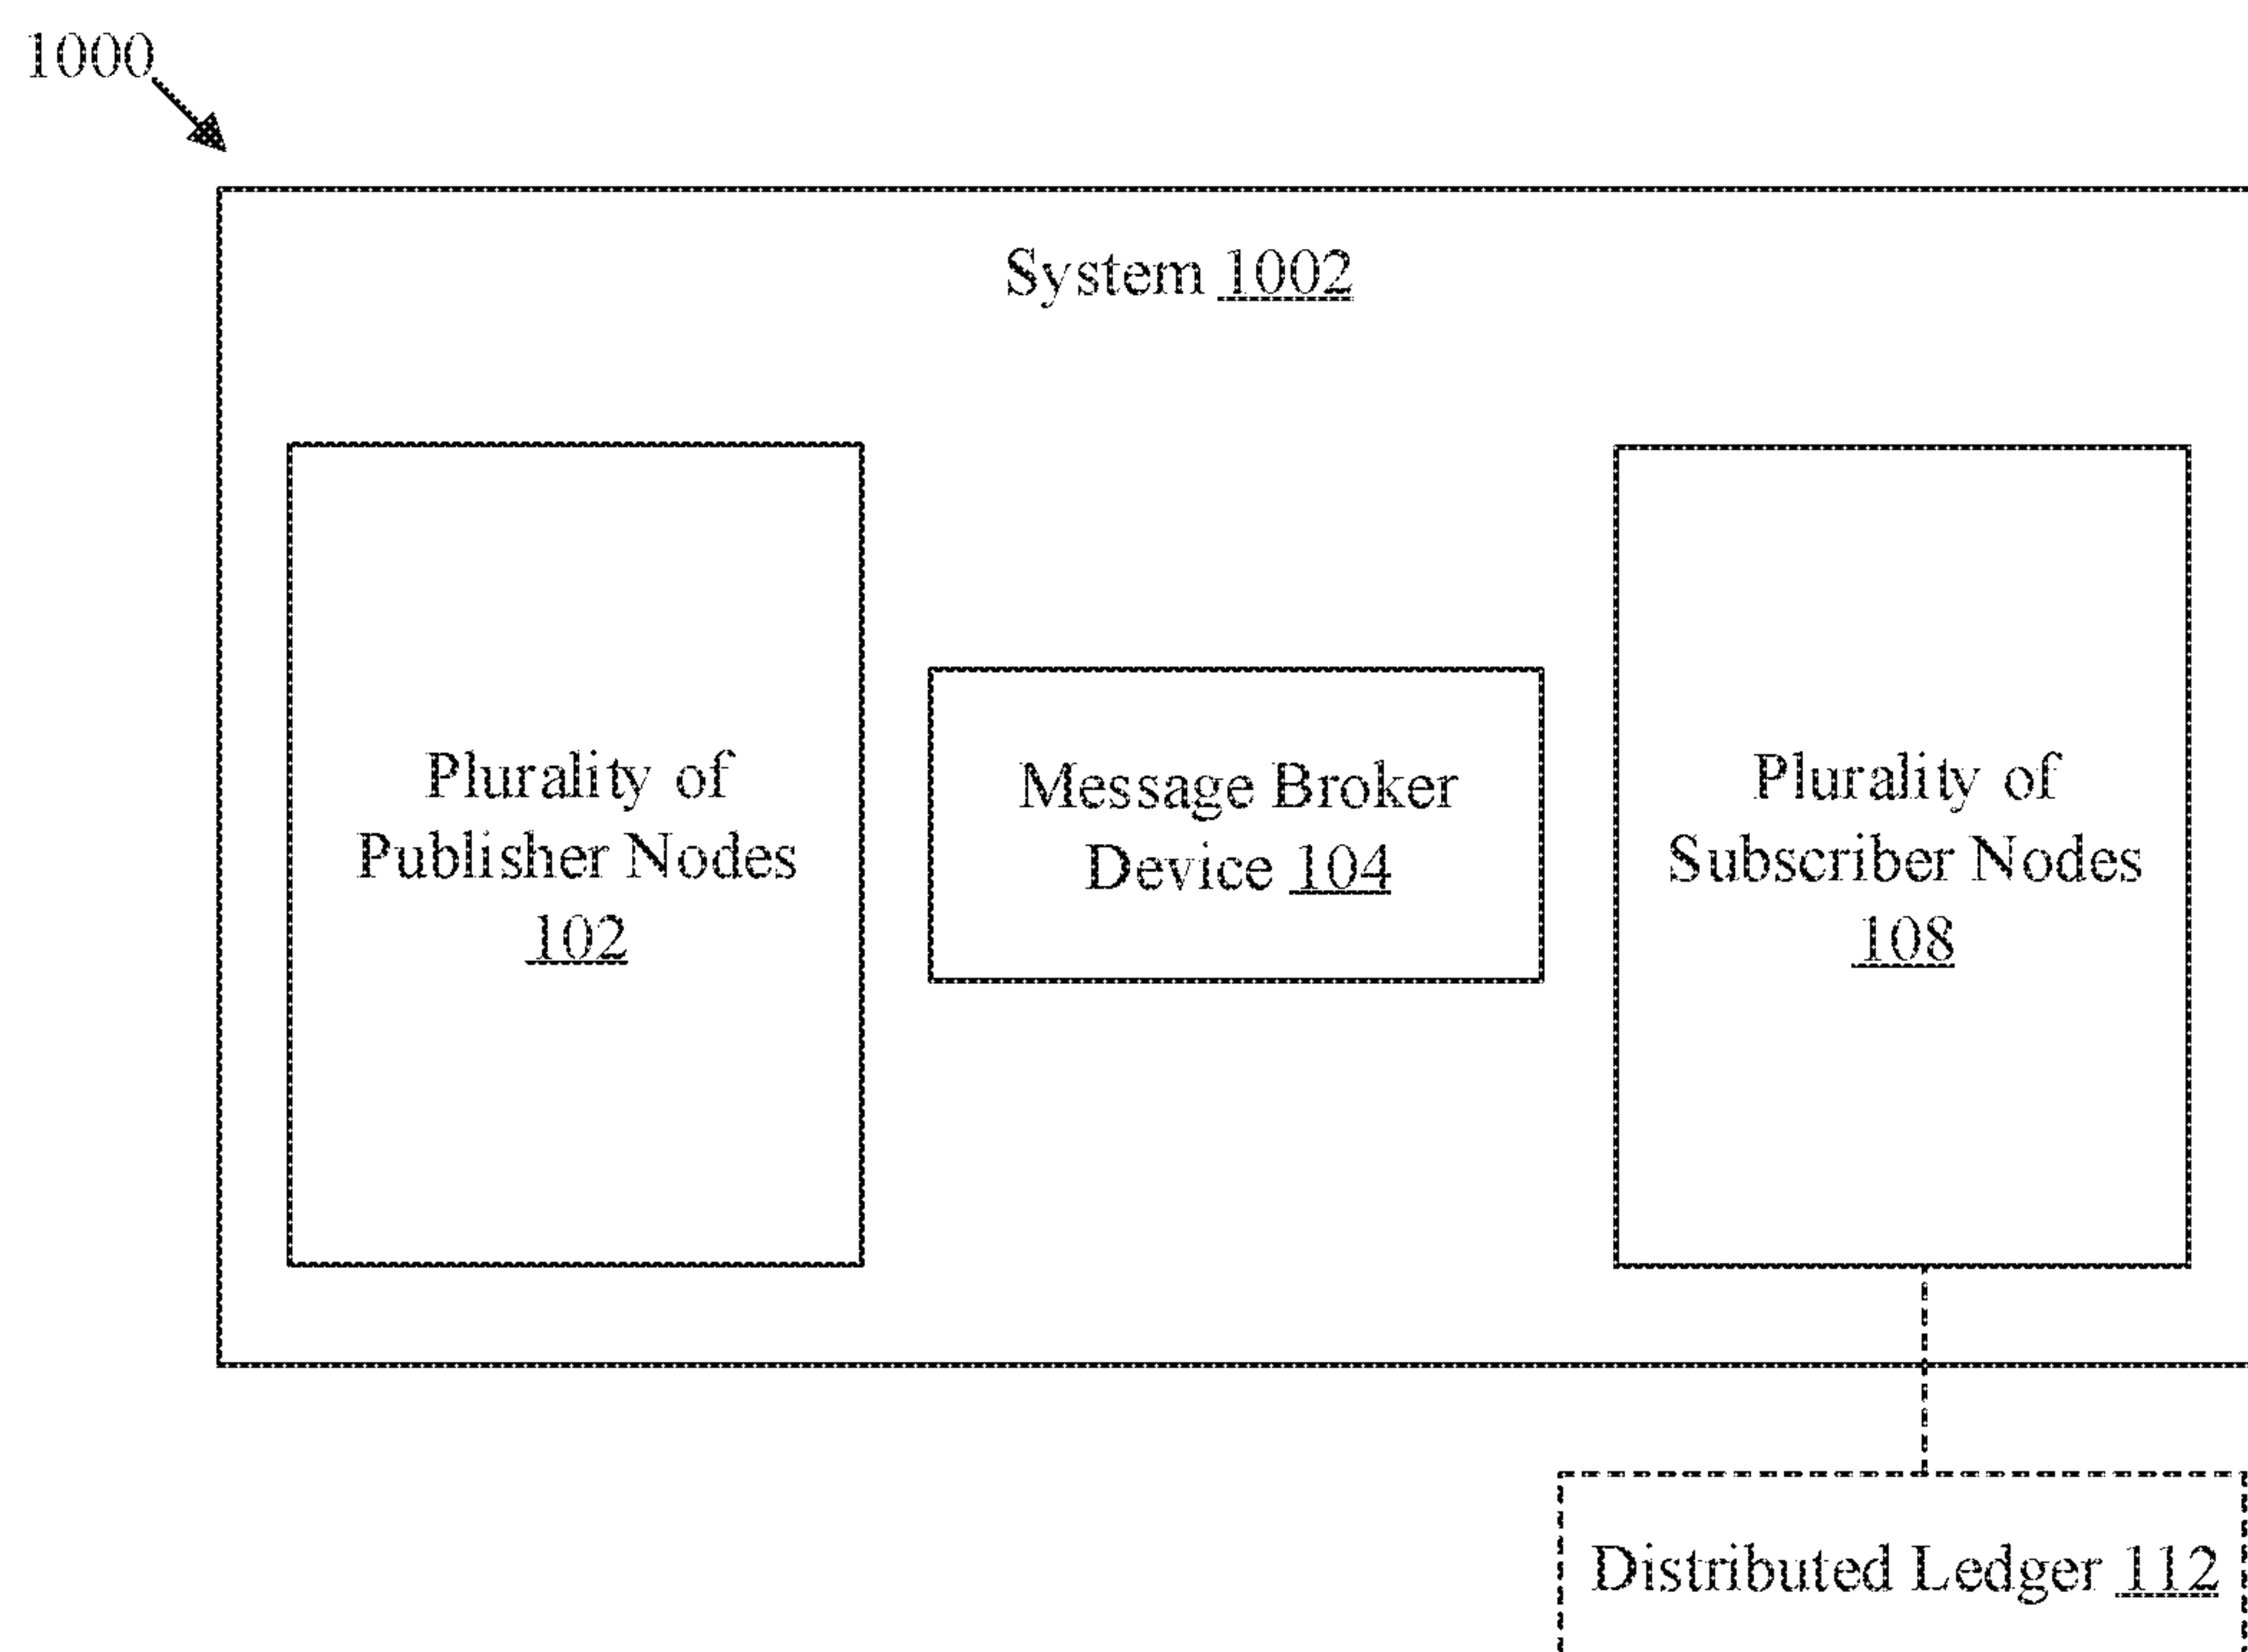 1000
System 1002
Plurality of
Publisher Nodes
102
Message Broker
Device 104
Plurality of
Subscriber Nodes
108
Distributed Ledger 112